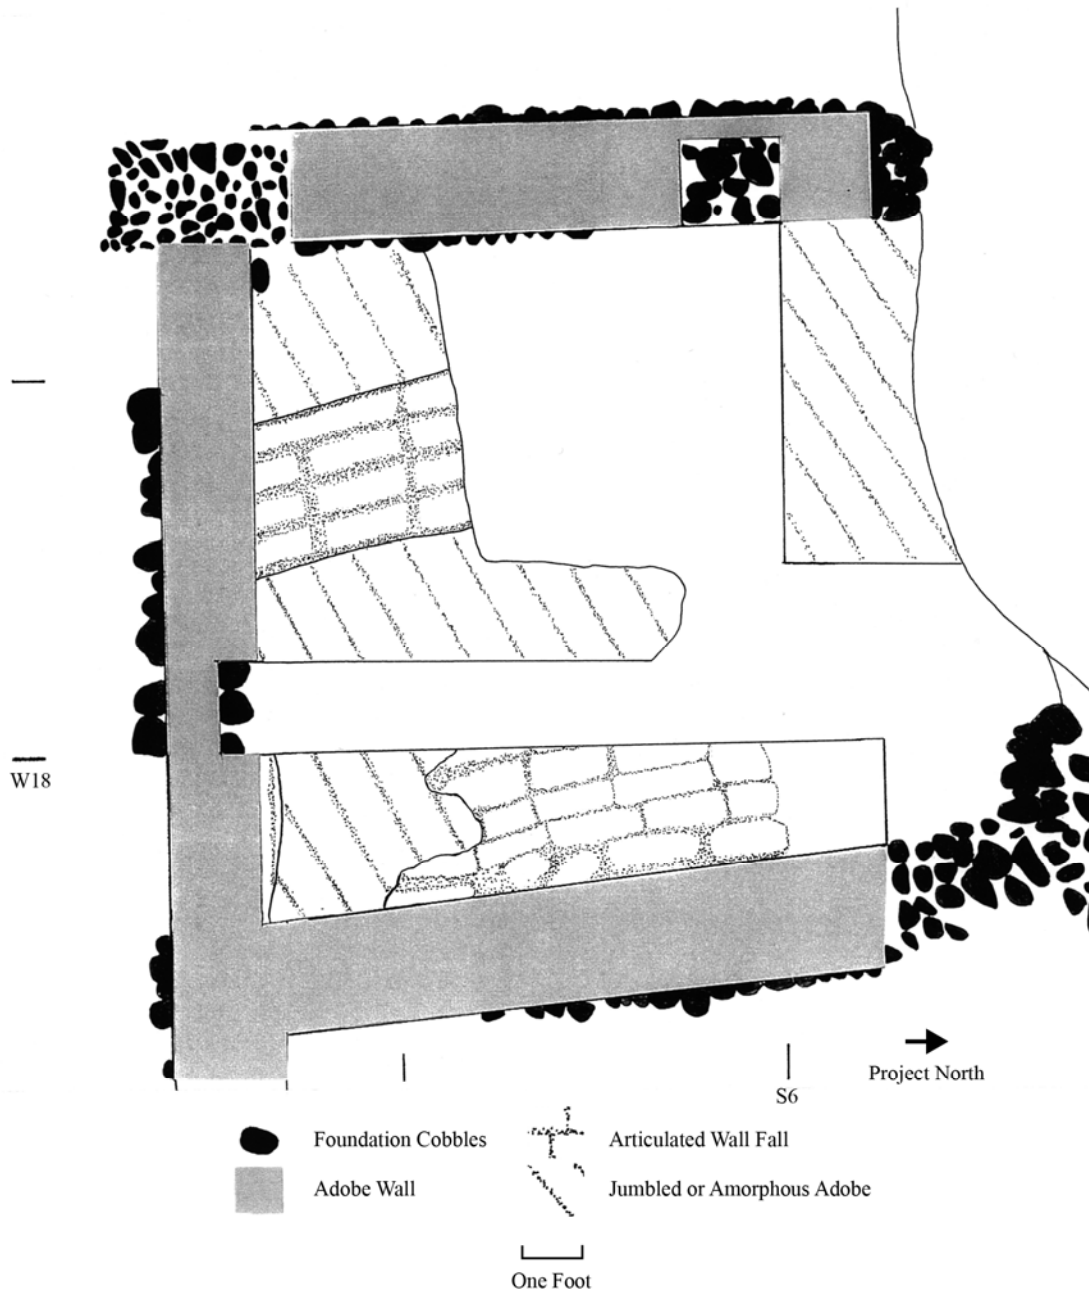 W18
Project North
S6
Foundation Cobbles
Articulated Wall Fall
Adobe Wall
Jumbled or Amorphous Adobe
One Foot